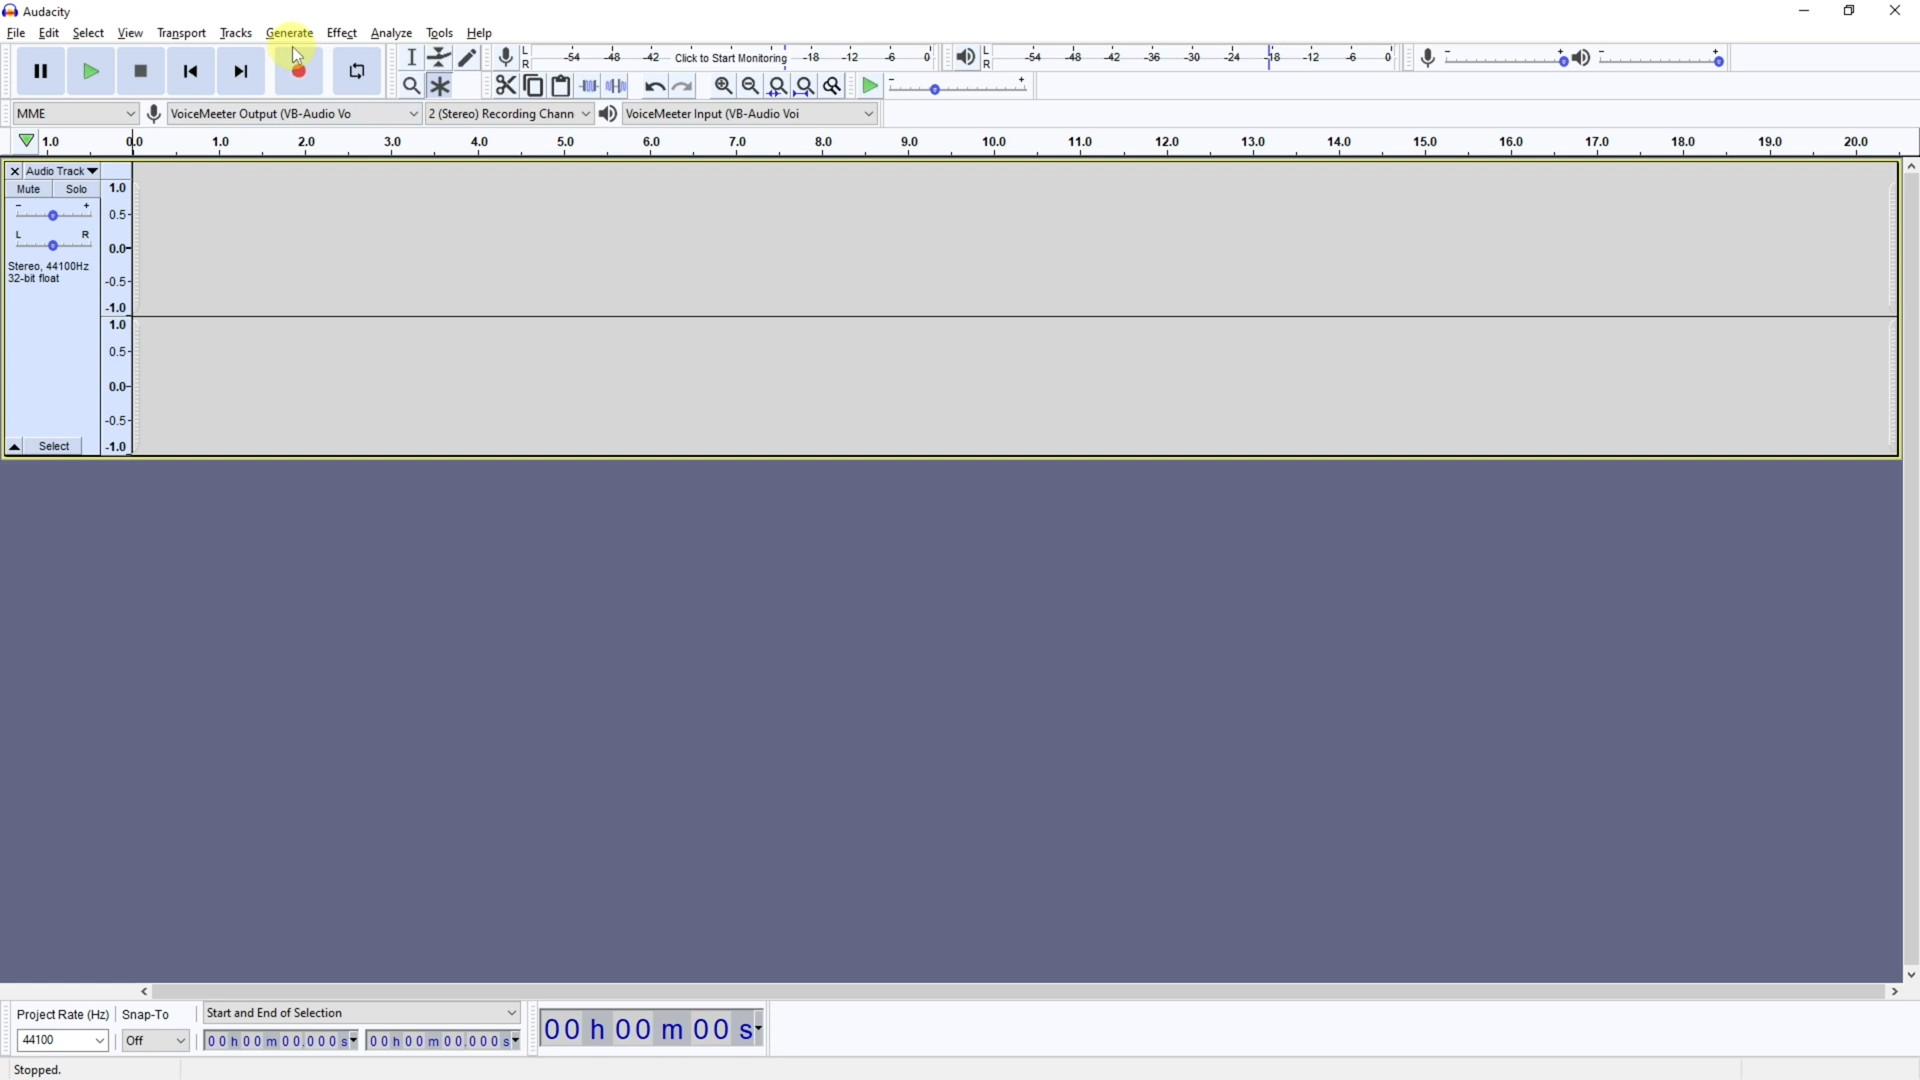 Audacity
File Edit Select View Transport Tracks Generate Effect Analyze Tools Help
L R -54 -48 -42 Click to Start Monitoring -18 -12 -6 0 L R -54 -48 -42 -36 -30 -24 -18 -12 -6 0 - + - +
- +
MME VoiceMeeter Output (VB-Audio Vo 2 (Stereo) Recording Chann VoiceMeeter Input (VB-Audio Voi
1.0 0.0 1.0 2.0 3.0 4.0 5.0 6.0 7.0 8.0 9.0 10.0 11.0 12.0 13.0 14.0 15.0 16.0 17.0 18.0 19.0 20.0
Audio Track
Mute Solo 1.0
- + 0.5
L R 0.0
Stereo, 44100Hz
32-bit float -0.5
-1.0
1.0
0.5
0.0
-0.5
Select -1.0
Project Rate (Hz) Snap-To Start and End of Selection
44100 Off 00 h 00 m 00.000 s 00 h 00 m 00.000 s 00 h 00 m 00 s
Stopped.